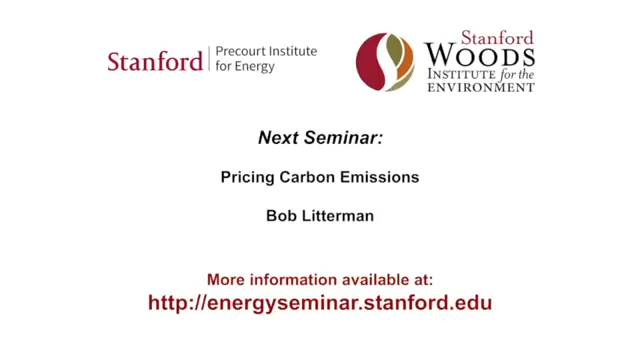 Stanford
Precourt Institute
for Energy
Stanford
WOODS
INSTITUTE for the
ENVIRONMENT
Next Seminar:
Pricing Carbon Emissions
Bob Litterman
More information available at:
http://energyseminar.stanford.edu